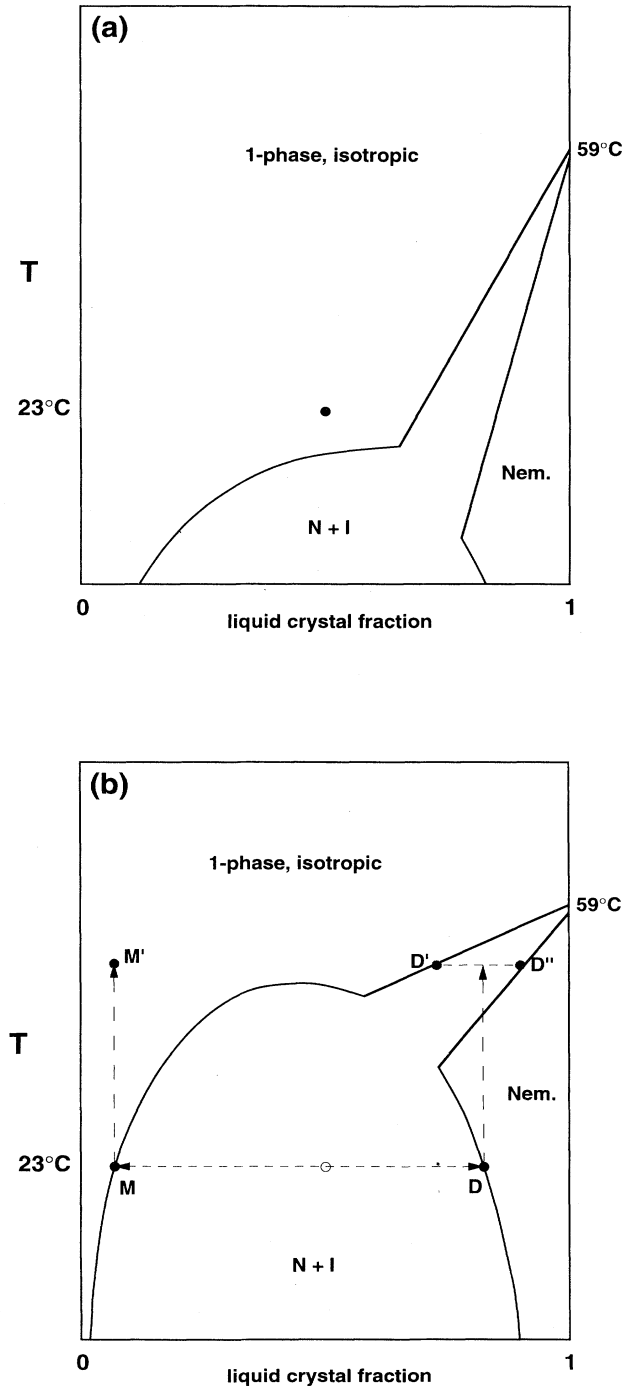 (a)
1-phase, isotropic
59°C
T
23°C
Nem.
N + I
0
1
liquid crystal fraction
(b)
1-phase, isotropic
59°C
M'
D'
D''
T
Nem.
23°C
M
D
N + I
0
1
liquid crystal fraction